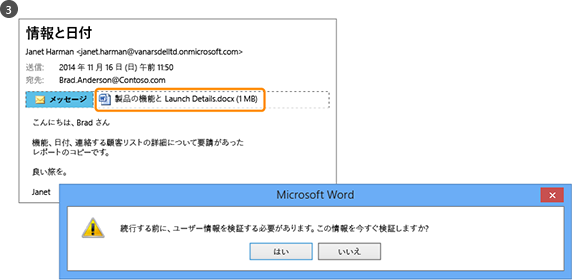 3
情報と日付
Janet Harman <janet.harman@vanarsdelltd.onmicrosoft.com>
送信: 2014 年 11 月 16 日 (日) 午前 11:50
宛先: Brad.Anderson@Contoso.com
メッセージ 製品の機能と Launch Details.docx (1 MB)
こんにちは、Brad さん
機能、日付、連絡する顧客リストの詳細について要請があった
レポートのコピーです。
良い旅を。
Janet
Microsoft Word
続行する前に、ユーザー情報を検証する必要があります。この情報を今すぐ検証しますか?
はい いいえ